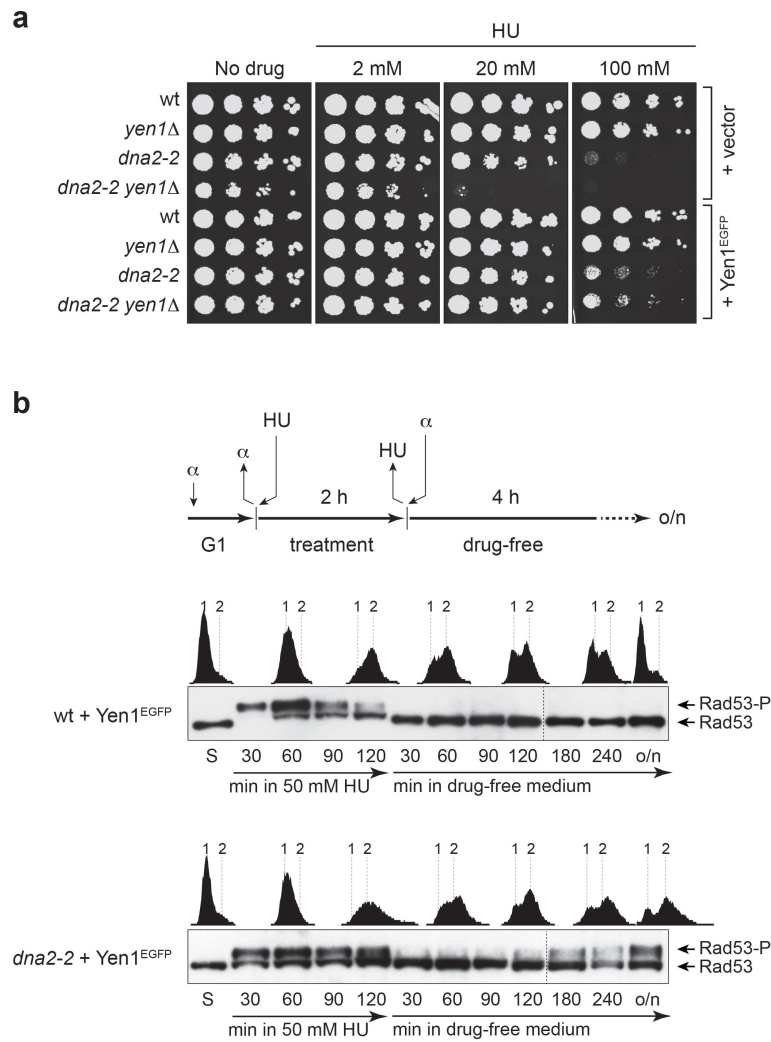 a
HU
No drug 2 mM 20 mM 100 mM
wt
yen1Δ
dna2-2
dna2-2 yen1Δ
wt
yen1Δ
dna2-2
dna2-2 yen1Δ
+ vector
+ Yen1EGFP
b
HU α
α HU
α
2 h 4 h
o/n
G1 treatment drug-free
1 2 1 2 1 2 1 2 1 2 1 2 1 2
wt + Yen1EGFP
Rad53-P
Rad53
S 30 60 90 120 30 60 90 120 180 240 o/n
min in 50 mM HU min in drug-free medium
1 2 1 2 1 2 1 2 1 2 1 2 1 2
dna2-2 + Yen1EGFP
Rad53-P
Rad53
S 30 60 90 120 30 60 90 120 180 240 o/n
min in 50 mM HU min in drug-free medium